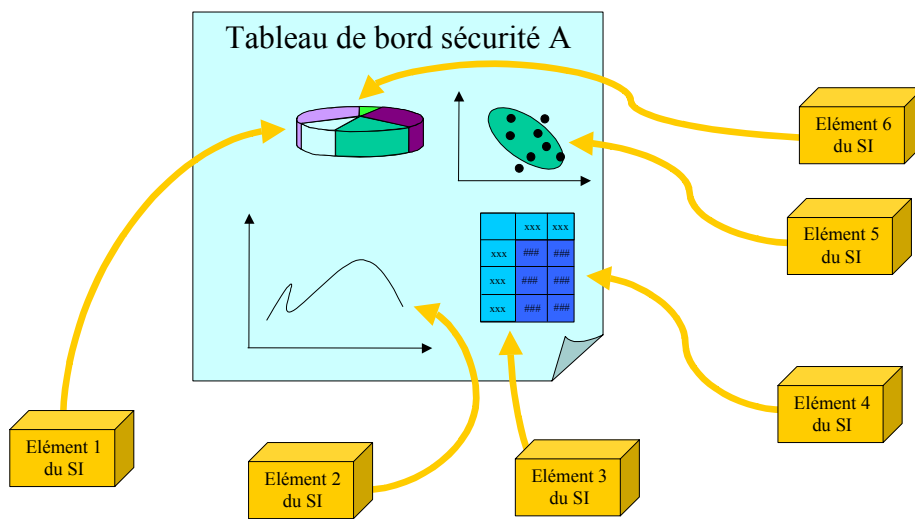 Tableau de bord sécurité A
Elément 6
du SI
Elément 5
du SI
xxx xxx
xxx ### ###
xxx ### ###
xxx ### ###
Elément 4
du SI
Elément 1
du SI
Elément 2
du SI
Elément 3
du SI